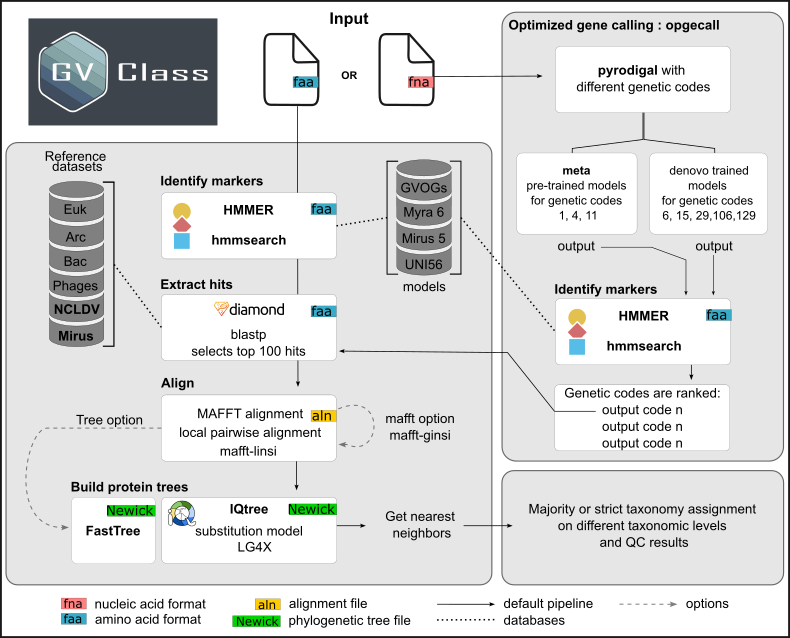 GV Class
Input
faa
OR
fna
Optimized gene calling : opgecall
pyrodigal with
different genetic codes
meta
pre-trained models
for genetic codes
1, 4, 11
denovo trained
models
for genetic codes
6, 15, 29,106,129
output
output
Identify markers
HMMER
faa
hmmsearch
Genetic codes are ranked:
output code n
output code n
output code n
Reference
datasets
Euk
Arc
Bac
Phages
NCLDV
Mirus
Identify markers
HMMER
faa
hmmsearch
GVOGs
Myra 6
Mirus 5
UNI56
models
Extract hits
diamond
faa
blastp
selects top 100 hits
Align
MAFFT alignment
aln
local pairwise alignment
mafft-linsi
mafft option
mafft-ginsi
Tree option
Build protein trees
Newick
FastTree
IQtree
Newick
substitution model
LG4X
Get nearest
neighbors
Majority or strict taxonomy assignment
on different taxonomic levels
and QC results
fna nucleic acid format
faa amino acid format
aln alignment file
Newick phylogenetic tree file
default pipeline
databases
options